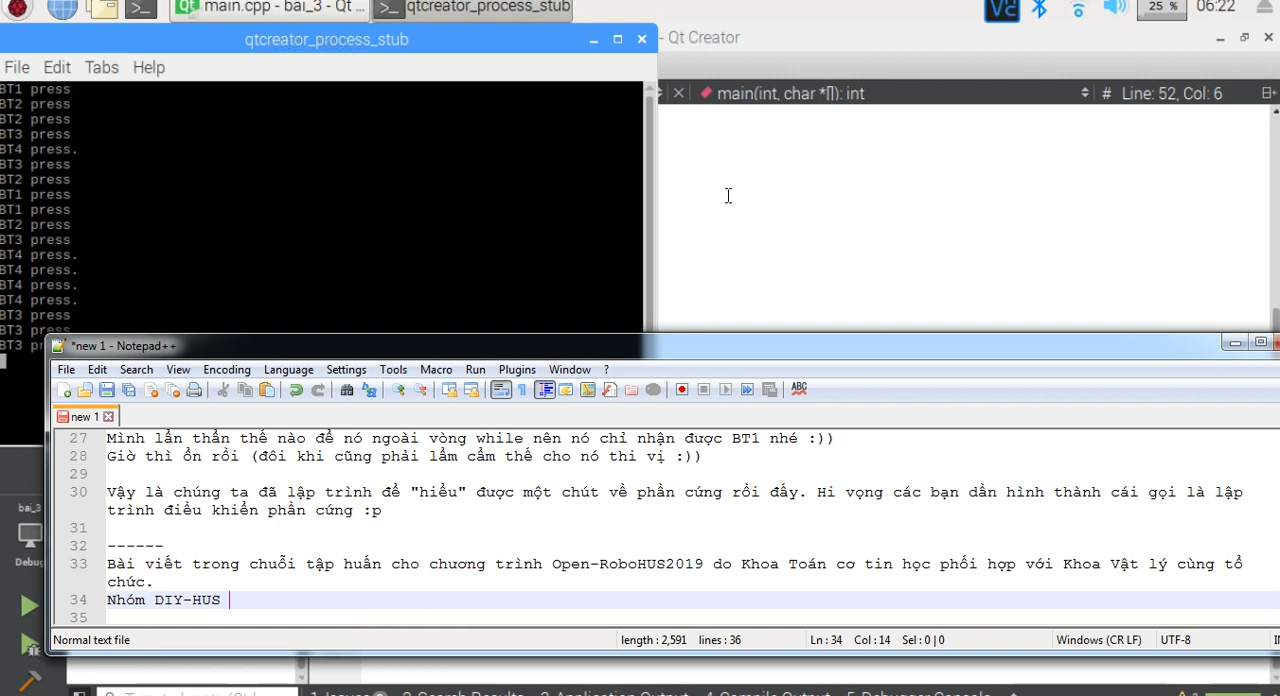 main.cpp - bai_3 - Qt ...
qtcreator_process_stub
25 %
06:22
qtcreator_process_stub
- Qt Creator
File Edit Tabs Help
main(int, char *[]): int
# Line: 52, Col: 6
BT1 press
BT2 press
BT2 press
BT3 press
BT4 press.
BT3 press
BT2 press
BT1 press
BT1 press
BT2 press
BT3 press
BT4 press.
BT4 press.
BT4 press.
BT4 press.
BT3 press
BT3 press
BT3 pr
*new 1 - Notepad++
File Edit Search View Encoding Language Settings Tools Macro Run Plugins Window ?
ABC
new 1
27 Mình lẩn thẩn thế nào để nó ngoài vòng while nên nó chỉ nhận được BT1 nhé :))
28 Giờ thì ổn rồi (đôi khi cũng phải lẩm cẩm thế cho nó thi vị :))
29
30 Vậy là chúng ta đã lập trình để "hiểu" được một chút về phần cứng rồi đấy. Hi vọng các bạn dần hình thành cái gọi là lập
trình điều khiển phần cứng :p
31
32 ------
33 Bài viết trong chuỗi tập huấn cho chương trình Open-RoboHUS2019 do Khoa Toán cơ tin học phối hợp với Khoa Vật lý cùng tổ
chức.
34 Nhóm DIY-HUS
35
bai_3
Debug
Normal text file
length : 2,591 lines : 36
Ln : 34 Col : 14 Sel : 0 | 0
Windows (CR LF)
UTF-8